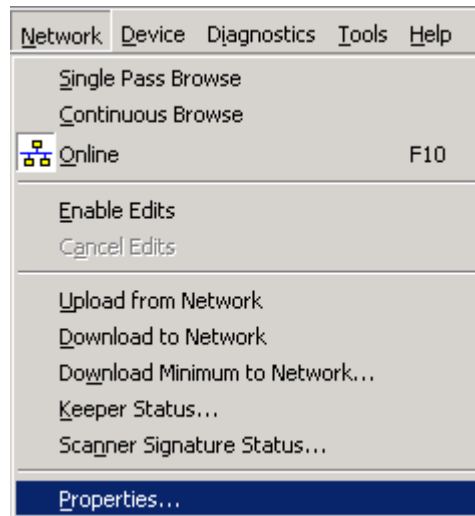 Network Device Diagnostics Tools Help
Single Pass Browse
Continuous Browse
Online F10
Enable Edits
Cancel Edits
Upload from Network
Download to Network
Download Minimum to Network...
Keeper Status...
Scanner Signature Status...
Properties...